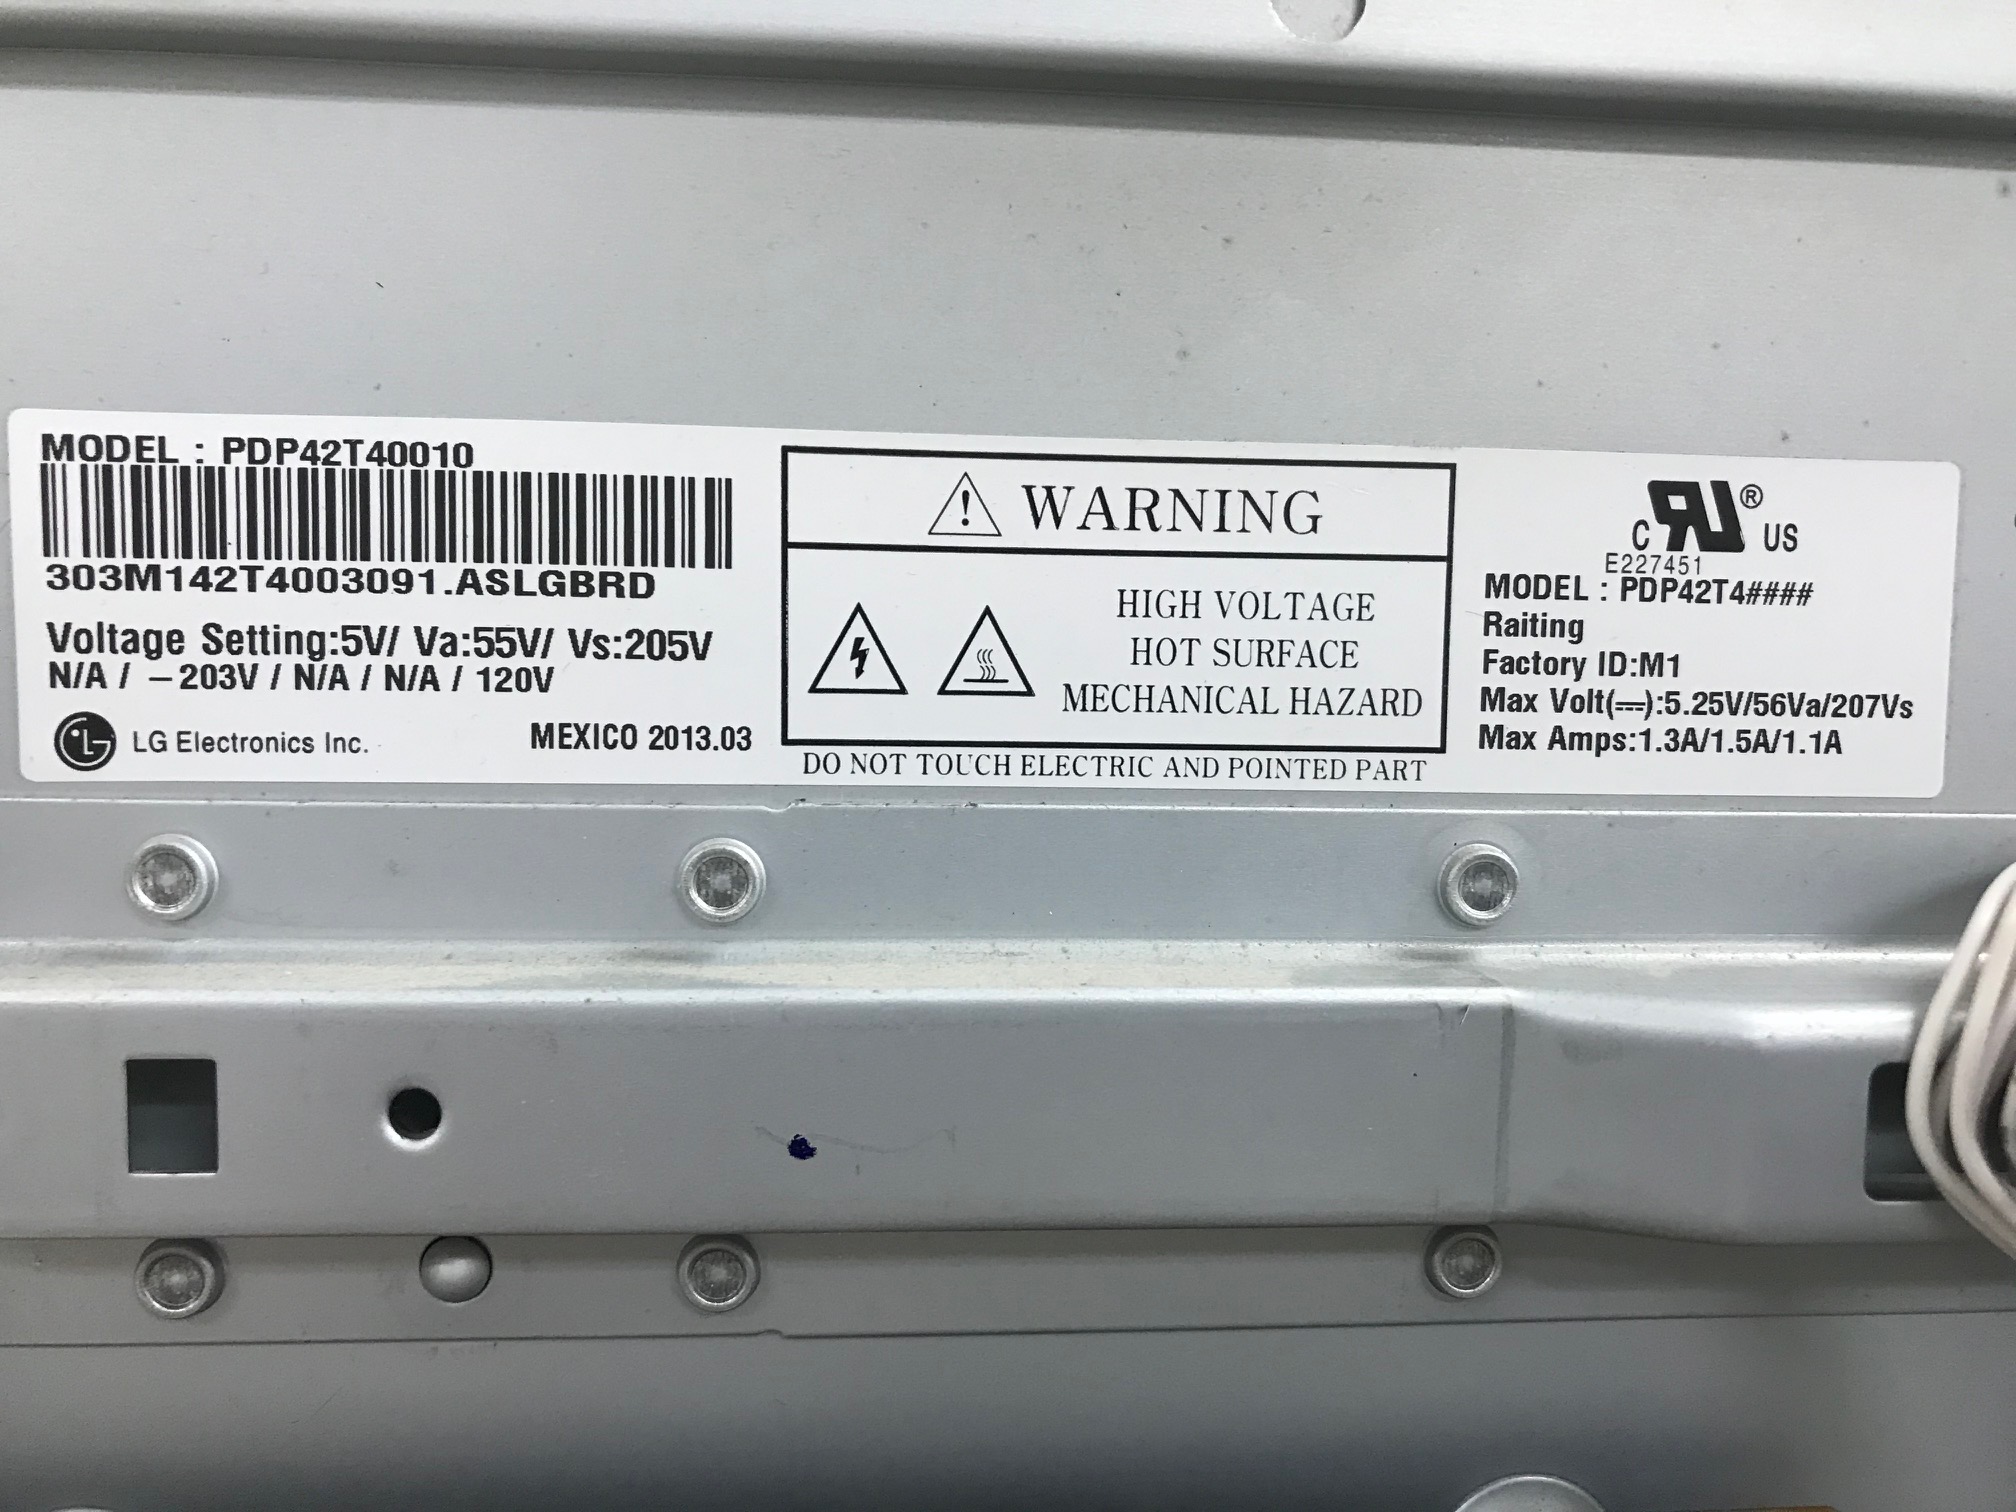 MODEL : PDP42T40010
303M142T4003091.ASLGBRD
Voltage Setting:5V/ Va:55V/ Vs:205V
N/A / -203V / N/A / N/A / 120V
LG LG Electronics Inc. MEXICO 2013.03
WARNING
HIGH VOLTAGE
HOT SURFACE
MECHANICAL HAZARD
DO NOT TOUCH ELECTRIC AND POINTED PART
c RU ® US
E227451
MODEL : PDP42T4####
Raiting
Factory ID:M1
Max Volt(⎓):5.25V/56Va/207Vs
Max Amps:1.3A/1.5A/1.1A